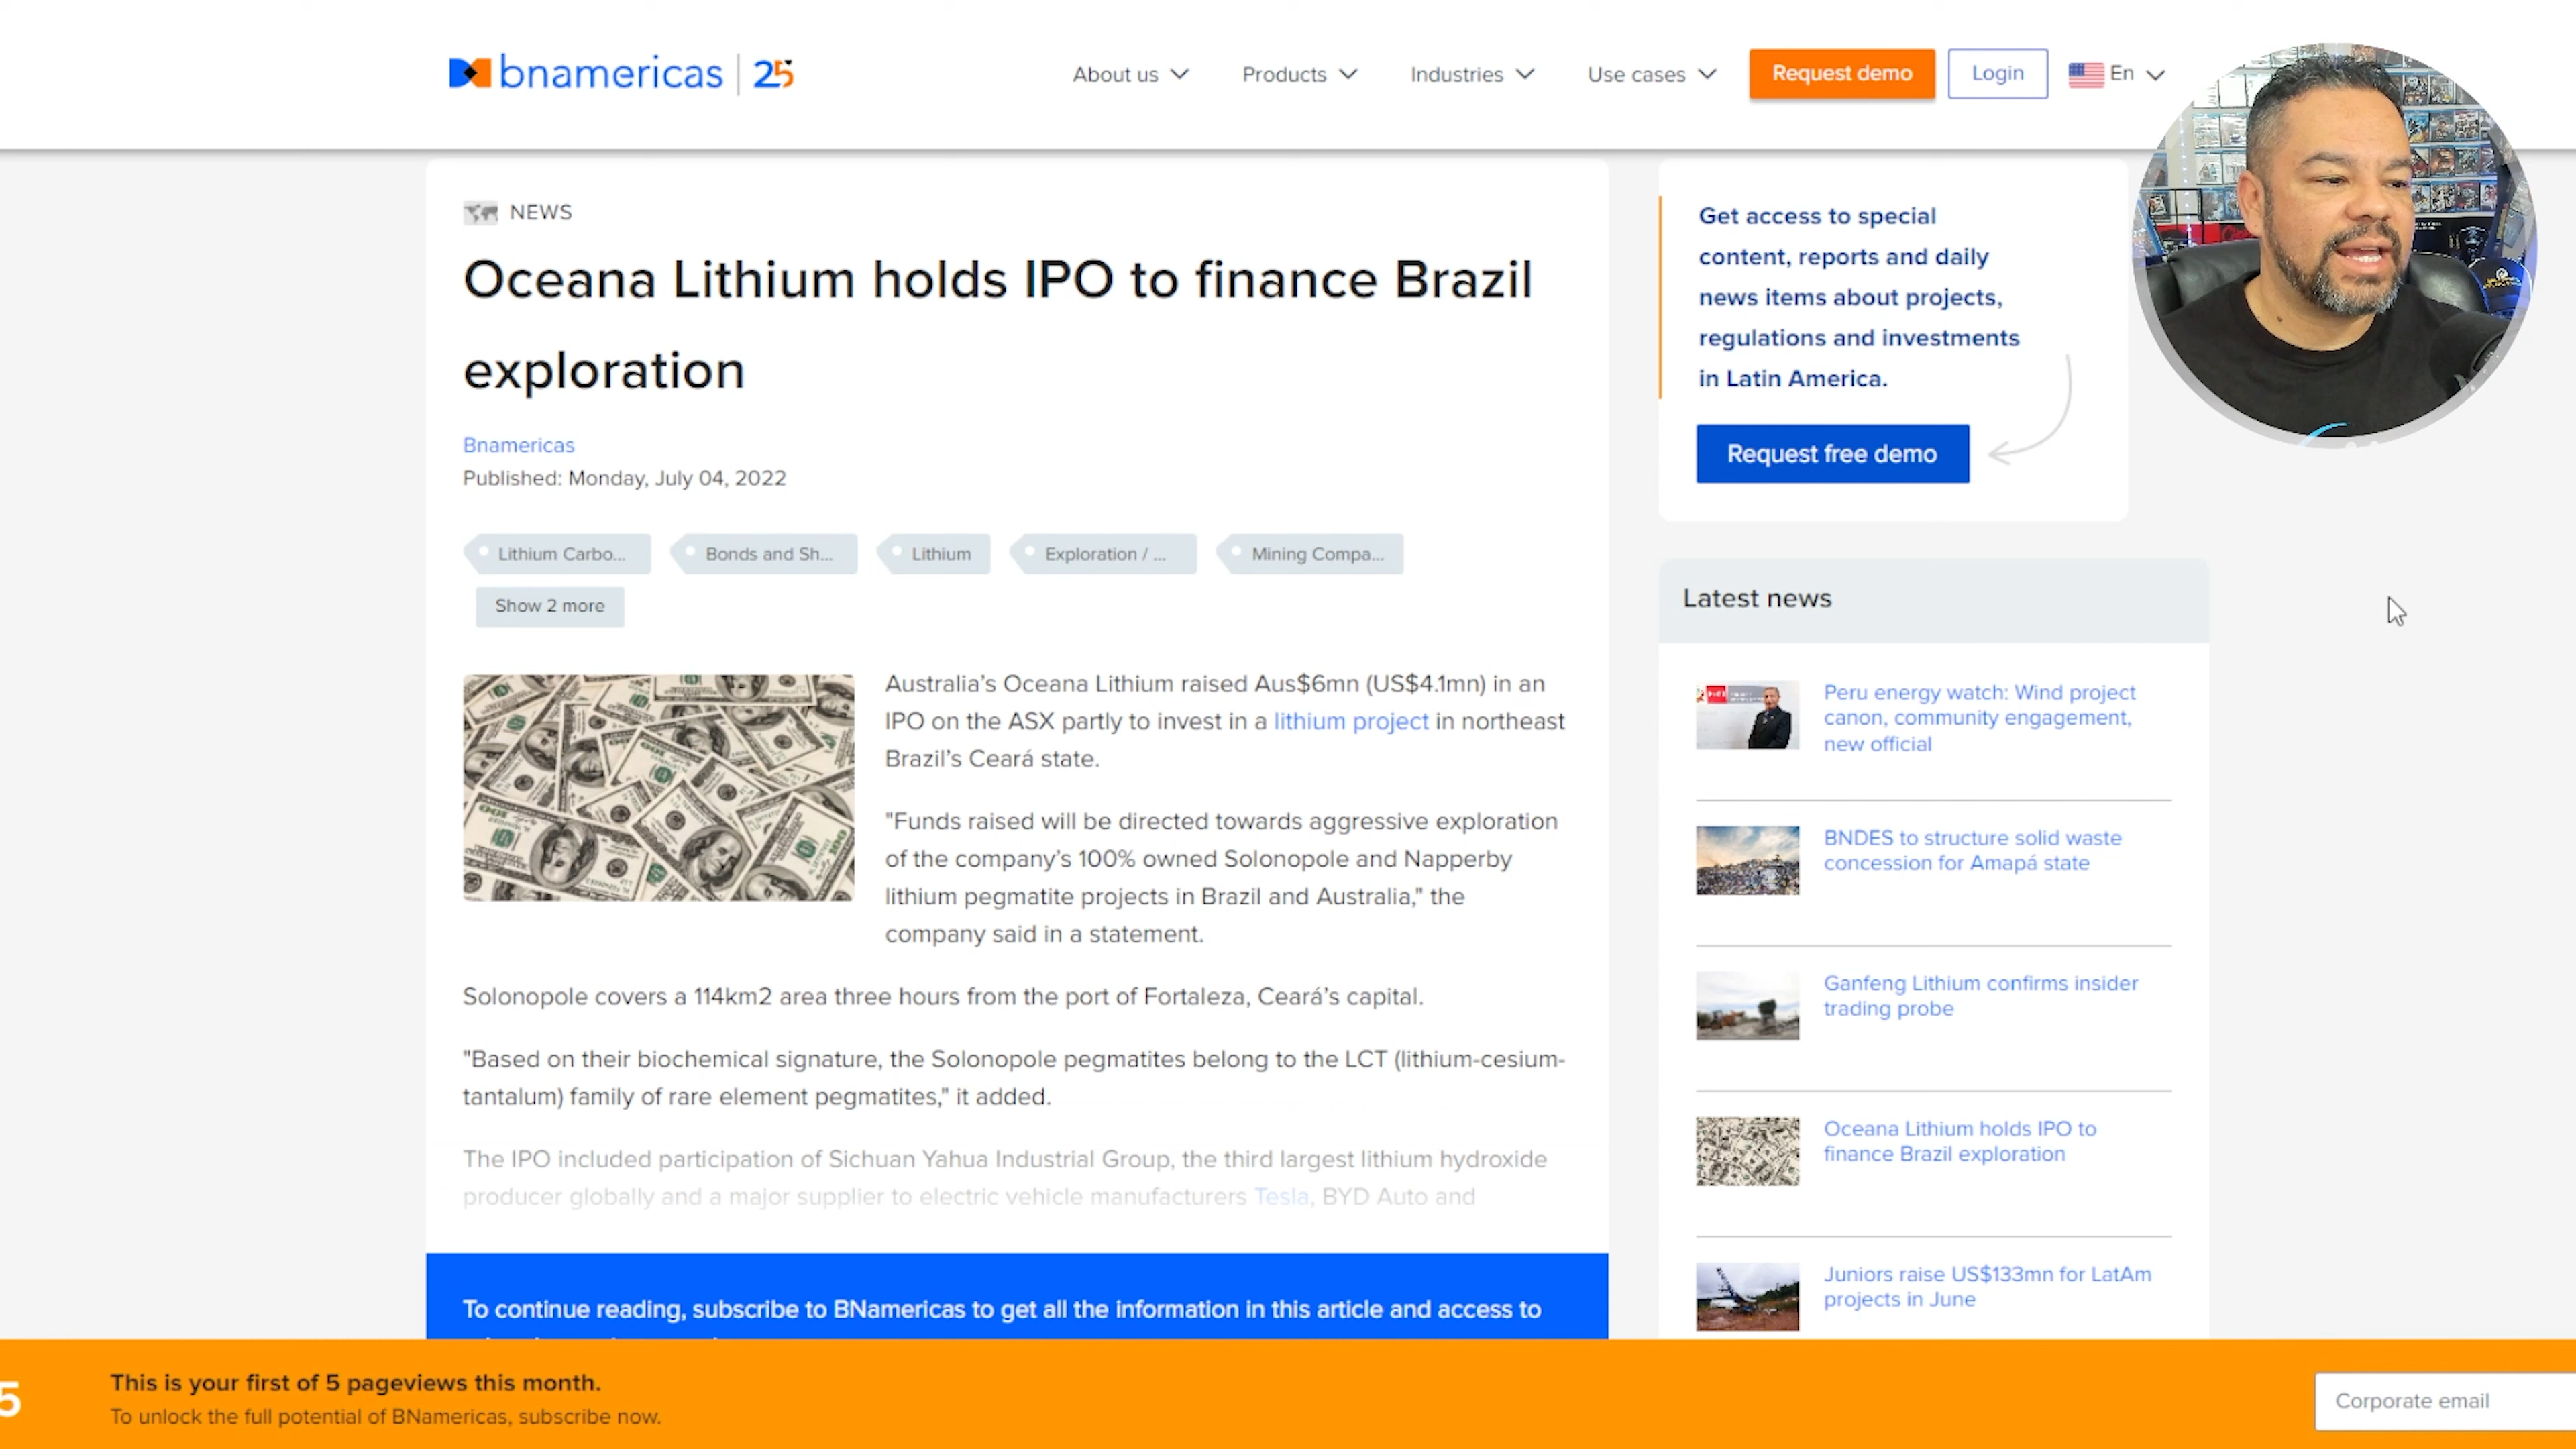 bnamericas 25
About us
Products
Industries
Use cases
Request demo
Login
En
NEWS
Oceana Lithium holds IPO to finance Brazil
exploration
Bnamericas
Published: Monday, July 04, 2022
Lithium Carbo...
Bonds and Sh...
Lithium
Exploration / ...
Mining Compa...
Show 2 more
Australia’s Oceana Lithium raised Aus$6mn (US$4.1mn) in an
IPO on the ASX partly to invest in a lithium project in northeast
Brazil’s Ceará state.
"Funds raised will be directed towards aggressive exploration
of the company’s 100% owned Solonopole and Napperby
lithium pegmatite projects in Brazil and Australia," the
company said in a statement.
Solonopole covers a 114km2 area three hours from the port of Fortaleza, Ceará’s capital.
"Based on their biochemical signature, the Solonopole pegmatites belong to the LCT (lithium-cesium-
tantalum) family of rare element pegmatites," it added.
The IPO included participation of Sichuan Yahua Industrial Group, the third largest lithium hydroxide
producer globally and a major supplier to electric vehicle manufacturers Tesla, BYD Auto and
To continue reading, subscribe to BNamericas to get all the information in this article and access to
Get access to special
content, reports and daily
news items about projects,
regulations and investments
in Latin America.
Request free demo
Latest news
Peru energy watch: Wind project
canon, community engagement,
new official
BNDES to structure solid waste
concession for Amapá state
Ganfeng Lithium confirms insider
trading probe
Oceana Lithium holds IPO to
finance Brazil exploration
Juniors raise US$133mn for LatAm
projects in June
5
This is your first of 5 pageviews this month.
To unlock the full potential of BNamericas, subscribe now.
Corporate email